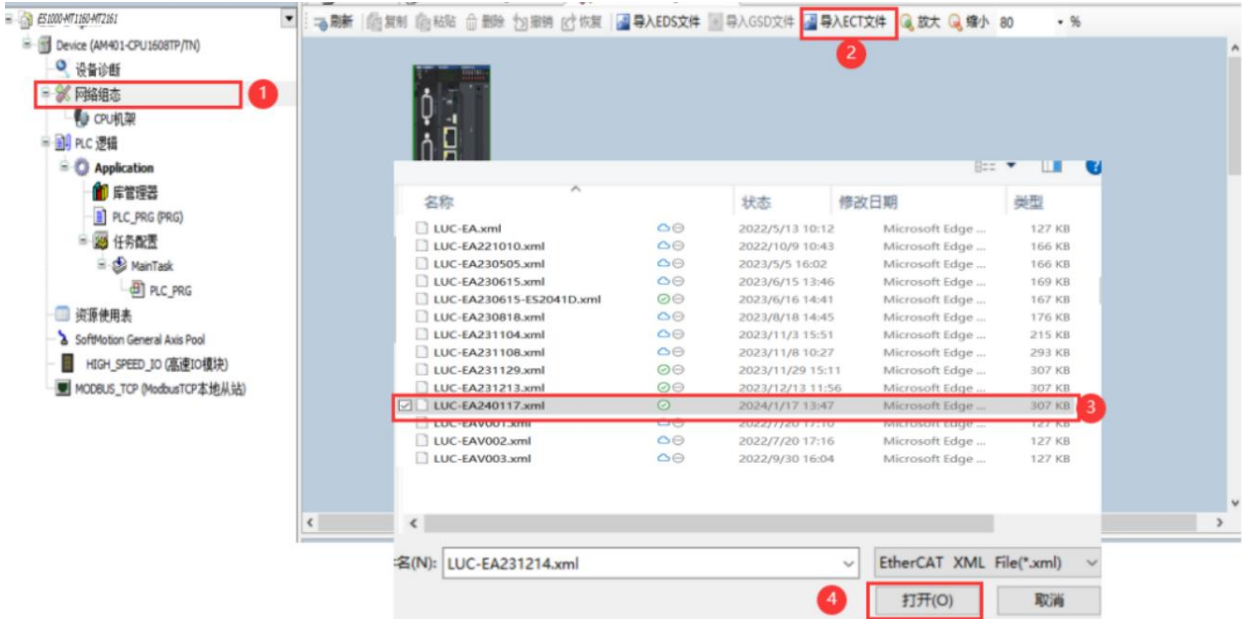 ES1000-MT1160-MT2161
Device (AM401-CPU1608TP/TN)
设备诊断
网络组态
1
CPU机架
PLC 逻辑
Application
库管理器
PLC_PRG (PRG)
任务配置
MainTask
PLC_PRG
资源使用表
SoftMotion General Axis Pool
HIGH_SPEED_IO (高速IO模块)
MODBUS_TCP (ModbusTCP本地从站)
刷新 复制 粘贴 删除 撤销 恢复 导入EDS文件 导入GSD文件 导入ECT文件 放大 缩小 80 %
2
名称 状态 修改日期 类型
LUC-EA.xml 2022/5/13 10:12 Microsoft Edge ... 127 KB
LUC-EA221010.xml 2022/10/9 10:43 Microsoft Edge ... 166 KB
LUC-EA230505.xml 2023/5/5 16:02 Microsoft Edge ... 166 KB
LUC-EA230615.xml 2023/6/15 13:46 Microsoft Edge ... 169 KB
LUC-EA230615-ES2041D.xml 2023/6/16 14:41 Microsoft Edge ... 167 KB
LUC-EA230818.xml 2023/8/18 14:45 Microsoft Edge ... 176 KB
LUC-EA231104.xml 2023/11/3 15:51 Microsoft Edge ... 215 KB
LUC-EA231108.xml 2023/11/8 10:27 Microsoft Edge ... 293 KB
LUC-EA231129.xml 2023/11/29 15:11 Microsoft Edge ... 307 KB
LUC-EA231213.xml 2023/12/13 11:56 Microsoft Edge ... 307 KB
LUC-EA240117.xml 2024/1/17 13:47 Microsoft Edge ... 307 KB
3
LUC-EAV001.xml 2022/7/20 17:10 Microsoft Edge ... 127 KB
LUC-EAV002.xml 2022/7/20 17:16 Microsoft Edge ... 127 KB
LUC-EAV003.xml 2022/9/30 16:04 Microsoft Edge ... 127 KB
名(N): LUC-EA231214.xml EtherCAT XML File(*.xml)
4
打开(O) 取消